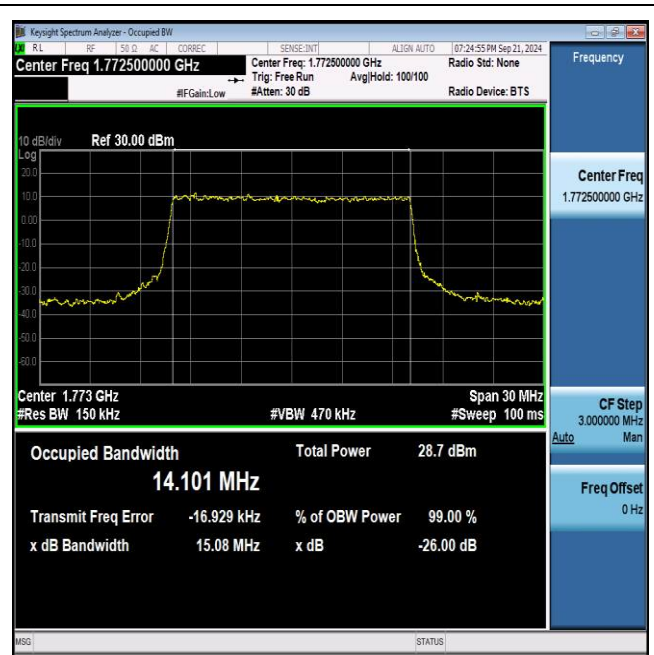 Keysight Spectrum Analyzer - Occupied BW
RL RF 50 Ω AC CORREC SENSE:INT ALIGN AUTO 07:24:55 PM Sep 21, 2024
Center Freq 1.772500000 GHz
Center Freq: 1.772500000 GHz
Radio Std: None
Trig: Free Run Avg|Hold: 100/100
#IFGain:Low
#Atten: 30 dB
Radio Device: BTS
10 dB/div Ref 30.00 dBm
Log
20.0
10.0
0.00
-10.0
-20.0
-30.0
-40.0
-50.0
-60.0
Center 1.773 GHz
Span 30 MHz
#Res BW 150 kHz
#VBW 470 kHz
#Sweep 100 ms
Occupied Bandwidth
Total Power 28.7 dBm
14.101 MHz
Transmit Freq Error -16.929 kHz % of OBW Power 99.00 %
x dB Bandwidth 15.08 MHz x dB -26.00 dB
MSG
STATUS
Frequency
Center Freq
1.772500000 GHz
CF Step
3.000000 MHz
Auto Man
Freq Offset
0 Hz